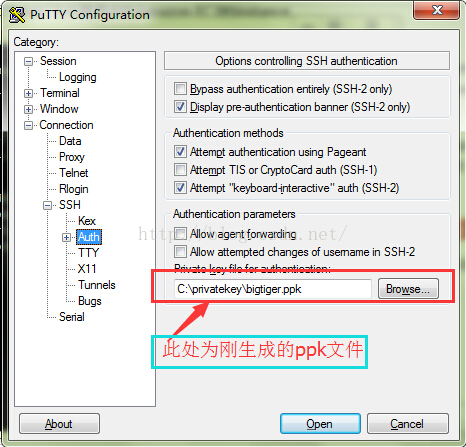 PuTTY Configuration
Category:
Session
Logging
Terminal
Window
Connection
Data
Proxy
Telnet
Rlogin
SSH
Kex
Auth
TTY
X11
Tunnels
Bugs
Serial
Options controlling SSH authentication
Bypass authentication entirely (SSH-2 only)
Display pre-authentication banner (SSH-2 only)
Authentication methods
Attempt authentication using Pageant
Attempt TIS or CryptoCard auth (SSH-1)
Attempt "keyboard-interactive" auth (SSH-2)
Authentication parameters
Allow agent forwarding
Allow attempted changes of username in SSH-2
Private key file for authentication:
C:\privatekey\bigtiger.ppk
Browse...
此处为刚生成的ppk文件
About
Open
Cancel